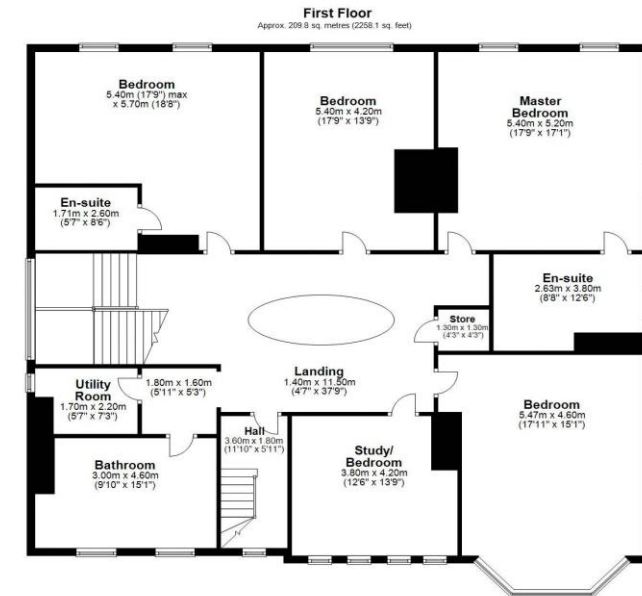 First Floor
Approx. 209.8 sq. metres (2258.1 sq. feet)
Bedroom
5.40m (17'9") max
x 5.70m (18'8")
Bedroom
5.40m x 4.20m
(17'9" x 13'9")
Master
Bedroom
5.40m x 5.20m
(17'9" x 17'1")
En-suite
1.71m x 2.60m
(5'7" x 8'6")
En-suite
2.63m x 3.80m
(8'8" x 12'6")
Store
1.30m x 1.30m
(4'3" x 4'3")
Landing
1.40m x 11.50m
(4'7" x 37'9")
Utility
Room
1.70m x 2.20m
(5'7" x 7'3")
1.80m x 1.60m
(5'11" x 5'3")
Bedroom
5.47m x 4.60m
(17'11" x 15'1")
Hall
3.60m x 1.80m
(11'10" x 5'11")
Study/
Bedroom
3.80m x 4.20m
(12'6" x 13'9")
Bathroom
3.00m x 4.60m
(9'10" x 15'1")